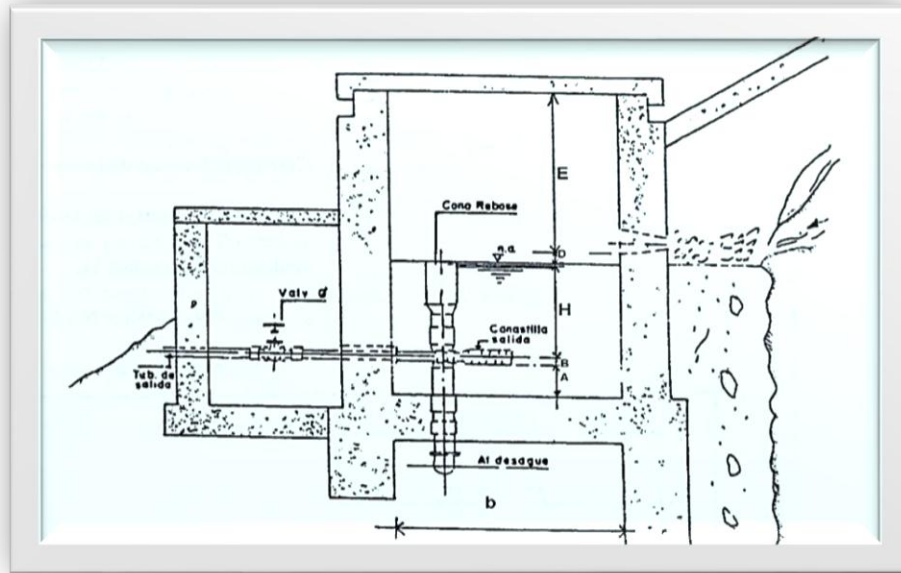 E
Cono Rebose
n.a
D
Valv Ø
H
Canastilla
salida
B
A
Tub. de
salida
Al desague
b